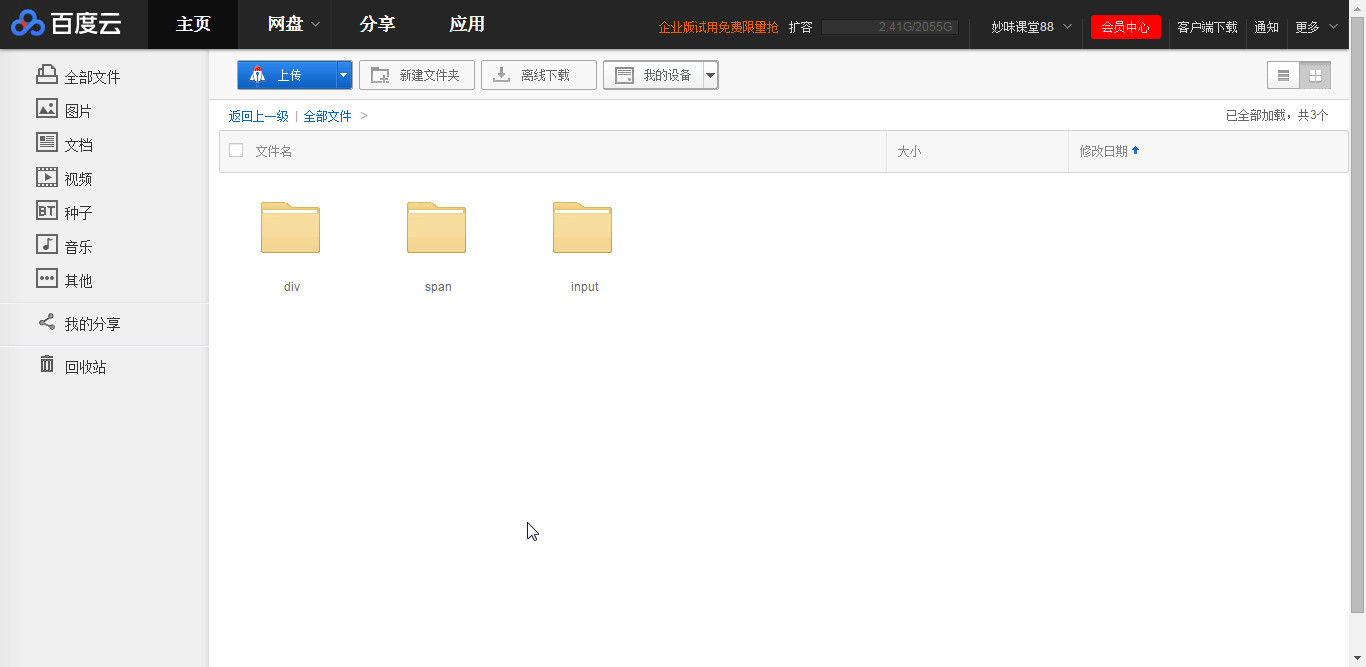 百度云 主页 网盘 分享 应用 企业版试用免费限量抢 扩容 2.41G/2055G 妙味课堂88 会员中心 客户端下载 通知 更多
全部文件
图片
文档
视频
BT 种子
音乐
其他
我的分享
回收站
上传 新建文件夹 离线下载 我的设备
返回上一级 | 全部文件 > 已全部加载，共3个
文件名 大小 修改日期
div span input